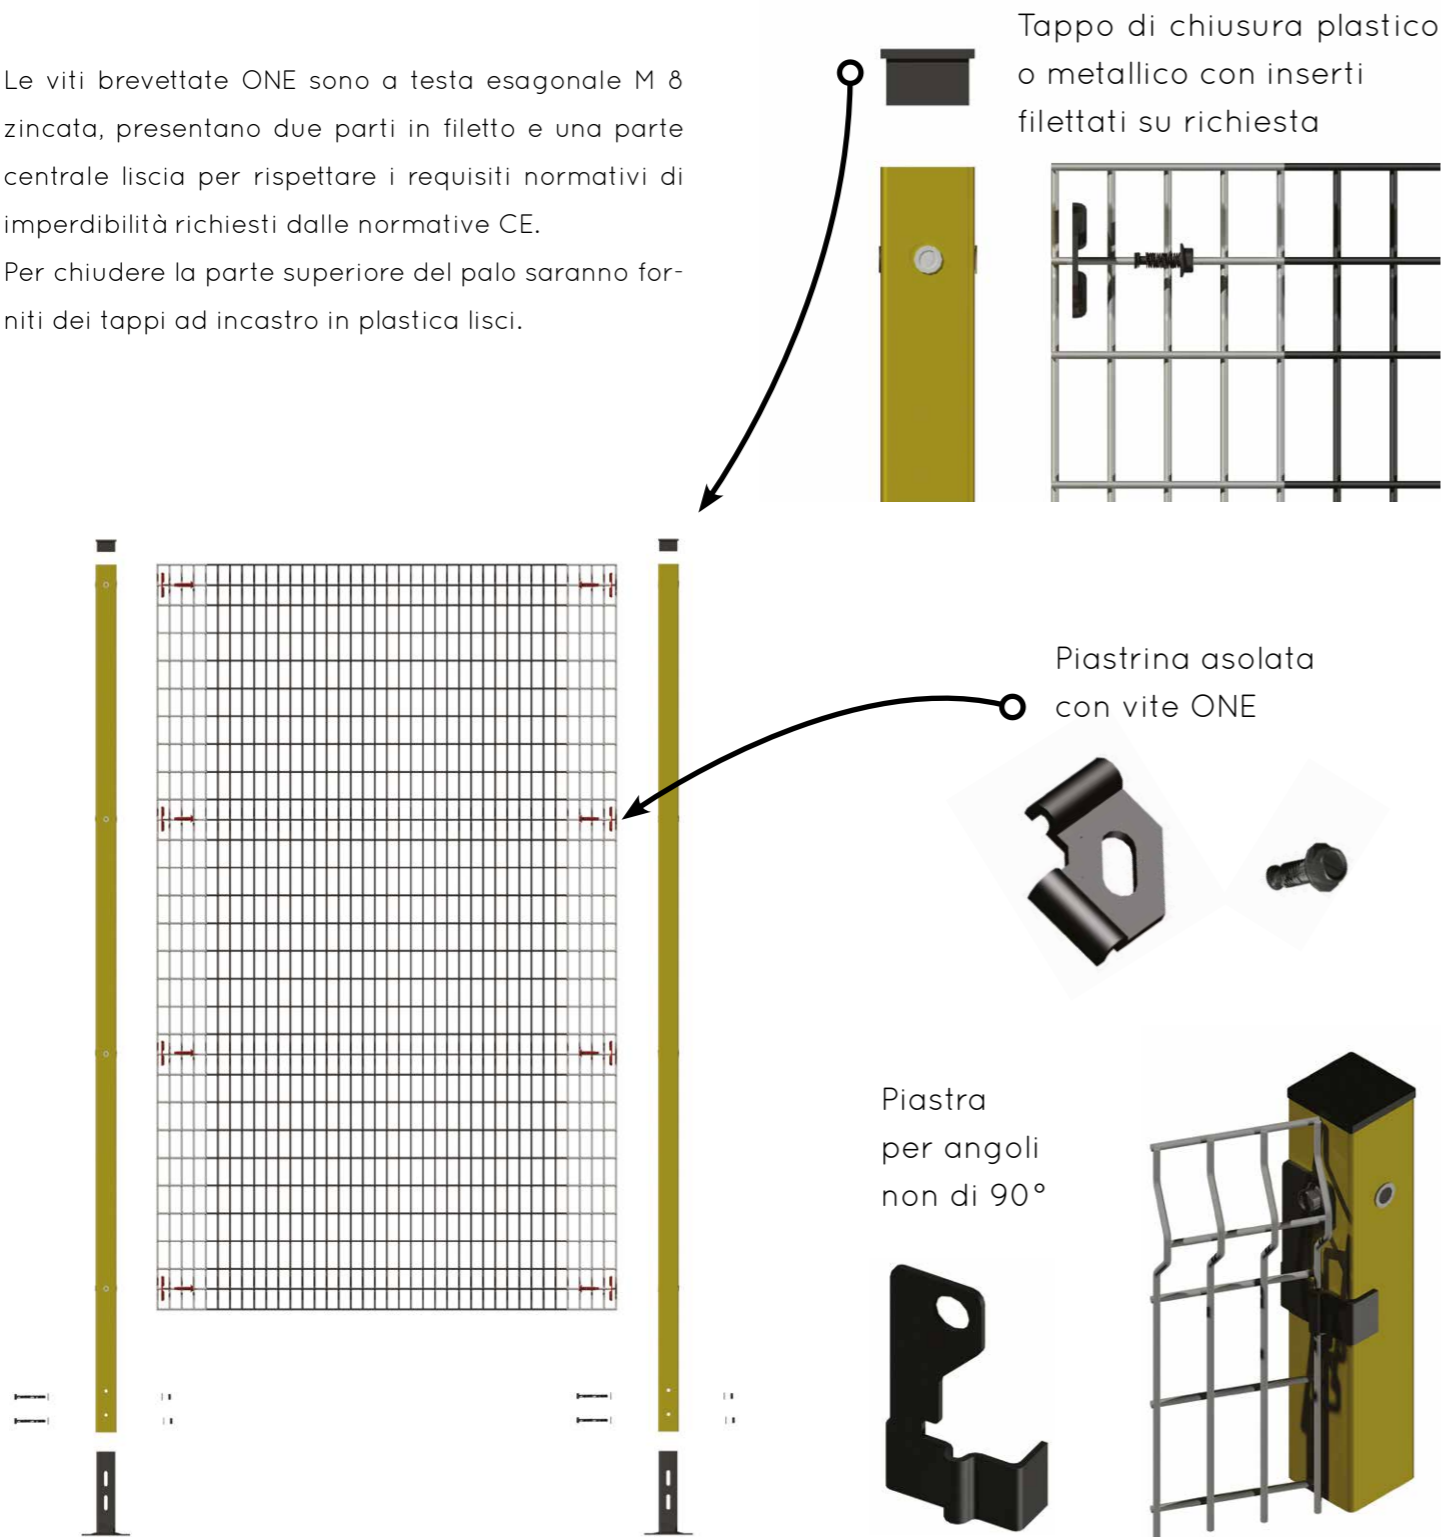 Le viti brevettate ONE sono a testa esagonale M 8
zincata, presentano due parti in filetto e una parte
centrale liscia per rispettare i requisiti normativi di
imperdibilità richiesti dalle normative CE.
Per chiudere la parte superiore del palo saranno for-
niti dei tappi ad incastro in plastica lisci.
Tappo di chiusura plastico
o metallico con inserti
filettati su richiesta
Piastrina asolata
con vite ONE
Piastra
per angoli
non di 90°